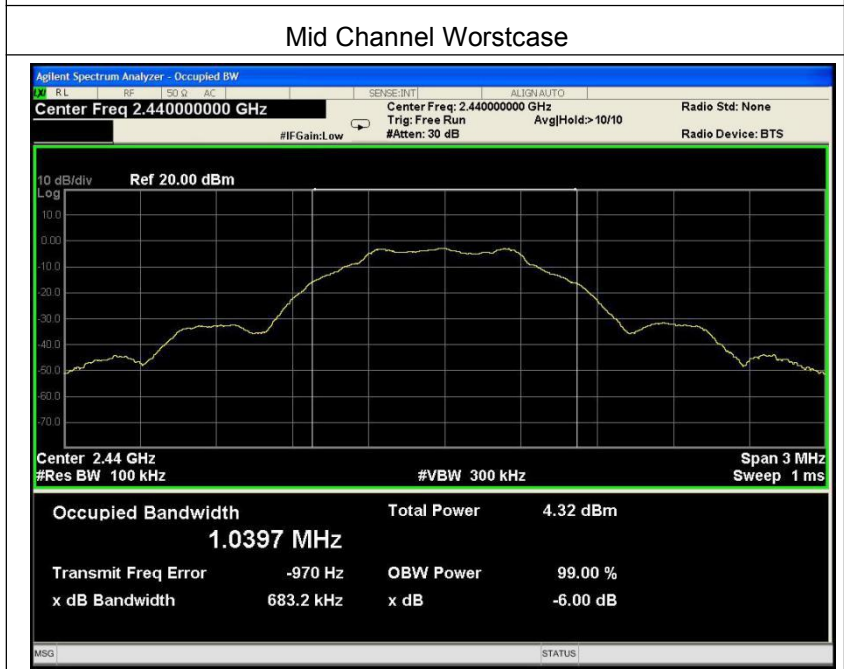 Mid Channel Worstcase
Agilent Spectrum Analyzer - Occupied BW
LXI RL RF 50 Ω AC SENSE:INT ALIGN AUTO
Center Freq 2.440000000 GHz Center Freq: 2.440000000 GHz Radio Std: None
Trig: Free Run Avg|Hold:>10/10
#IFGain:Low #Atten: 30 dB Radio Device: BTS
10 dB/div Ref 20.00 dBm
Log
10.0
0.00
-10.0
-20.0
-30.0
-40.0
-50.0
-60.0
-70.0
Center 2.44 GHz Span 3 MHz
#Res BW 100 kHz #VBW 300 kHz Sweep 1 ms
Occupied Bandwidth Total Power 4.32 dBm
1.0397 MHz
Transmit Freq Error -970 Hz OBW Power 99.00 %
x dB Bandwidth 683.2 kHz x dB -6.00 dB
MSG STATUS